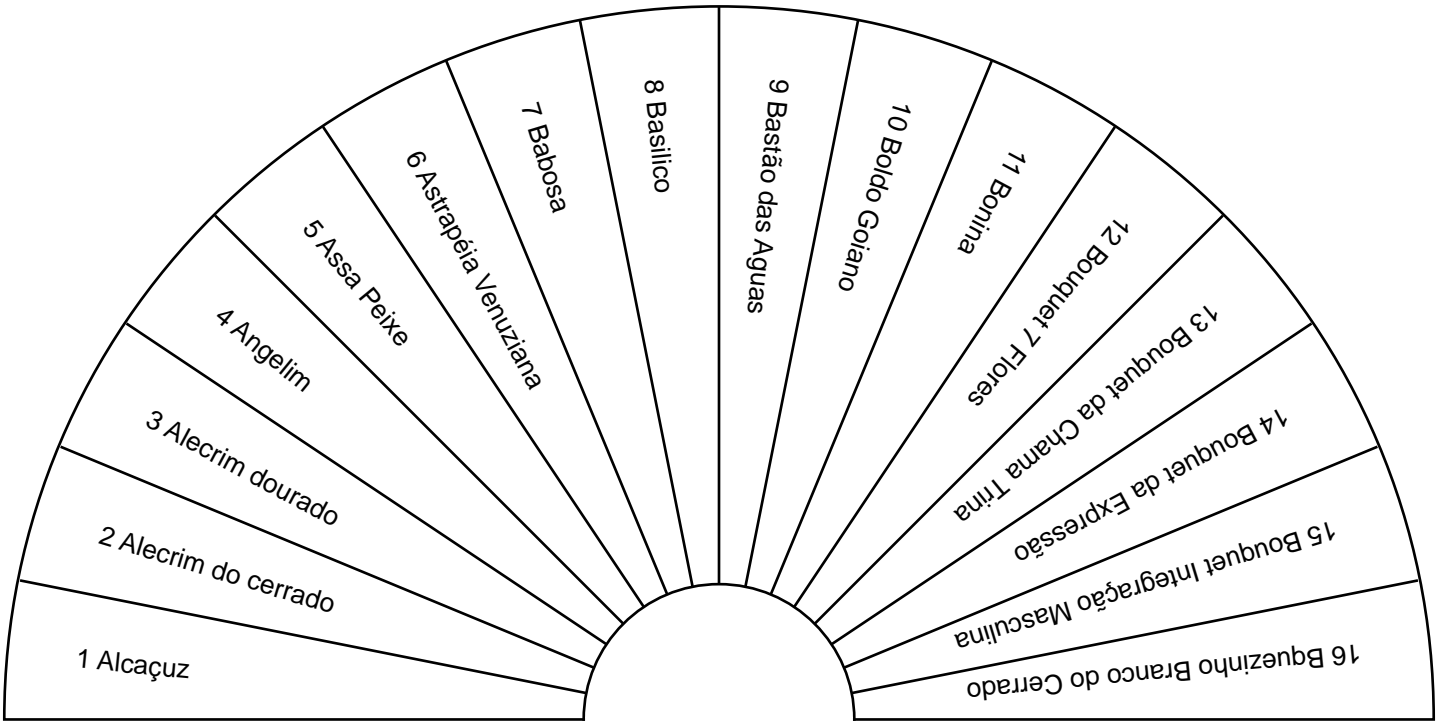 1 Alcaçuz
2 Alecrim do cerrado
3 Alecrim dourado
4 Angelim
5 Assa Peixe
6 Astrapéia Venuziana
7 Babosa
8 Basilico
9 Bastão das Aguas
10 Boldo Goiano
11 Bonina
12 Bouquet 7 Flores
13 Bouquet da Chama Trina
14 Bouquet da Expressão
15 Bouquet Integração Masculina
16 Bquezinho Branco do Cerrado